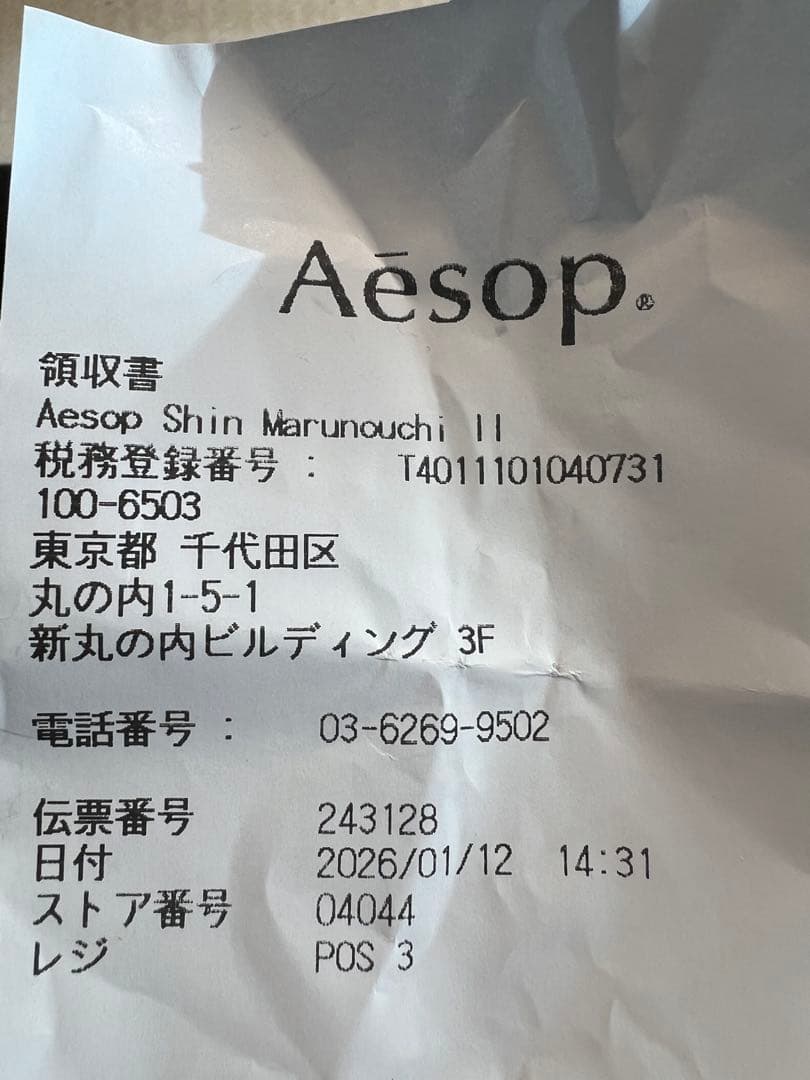 Aēsop.®
領収書
Aesop Shin Marunouchi II
税務登録番号 : T4011101040731
100-6503
東京都 千代田区
丸の内1-5-1
新丸の内ビルディング 3F
電話番号 : 03-6269-9502
伝票番号 243128
日付 2026/01/12 14:31
ストア番号 04044
レジ POS 3